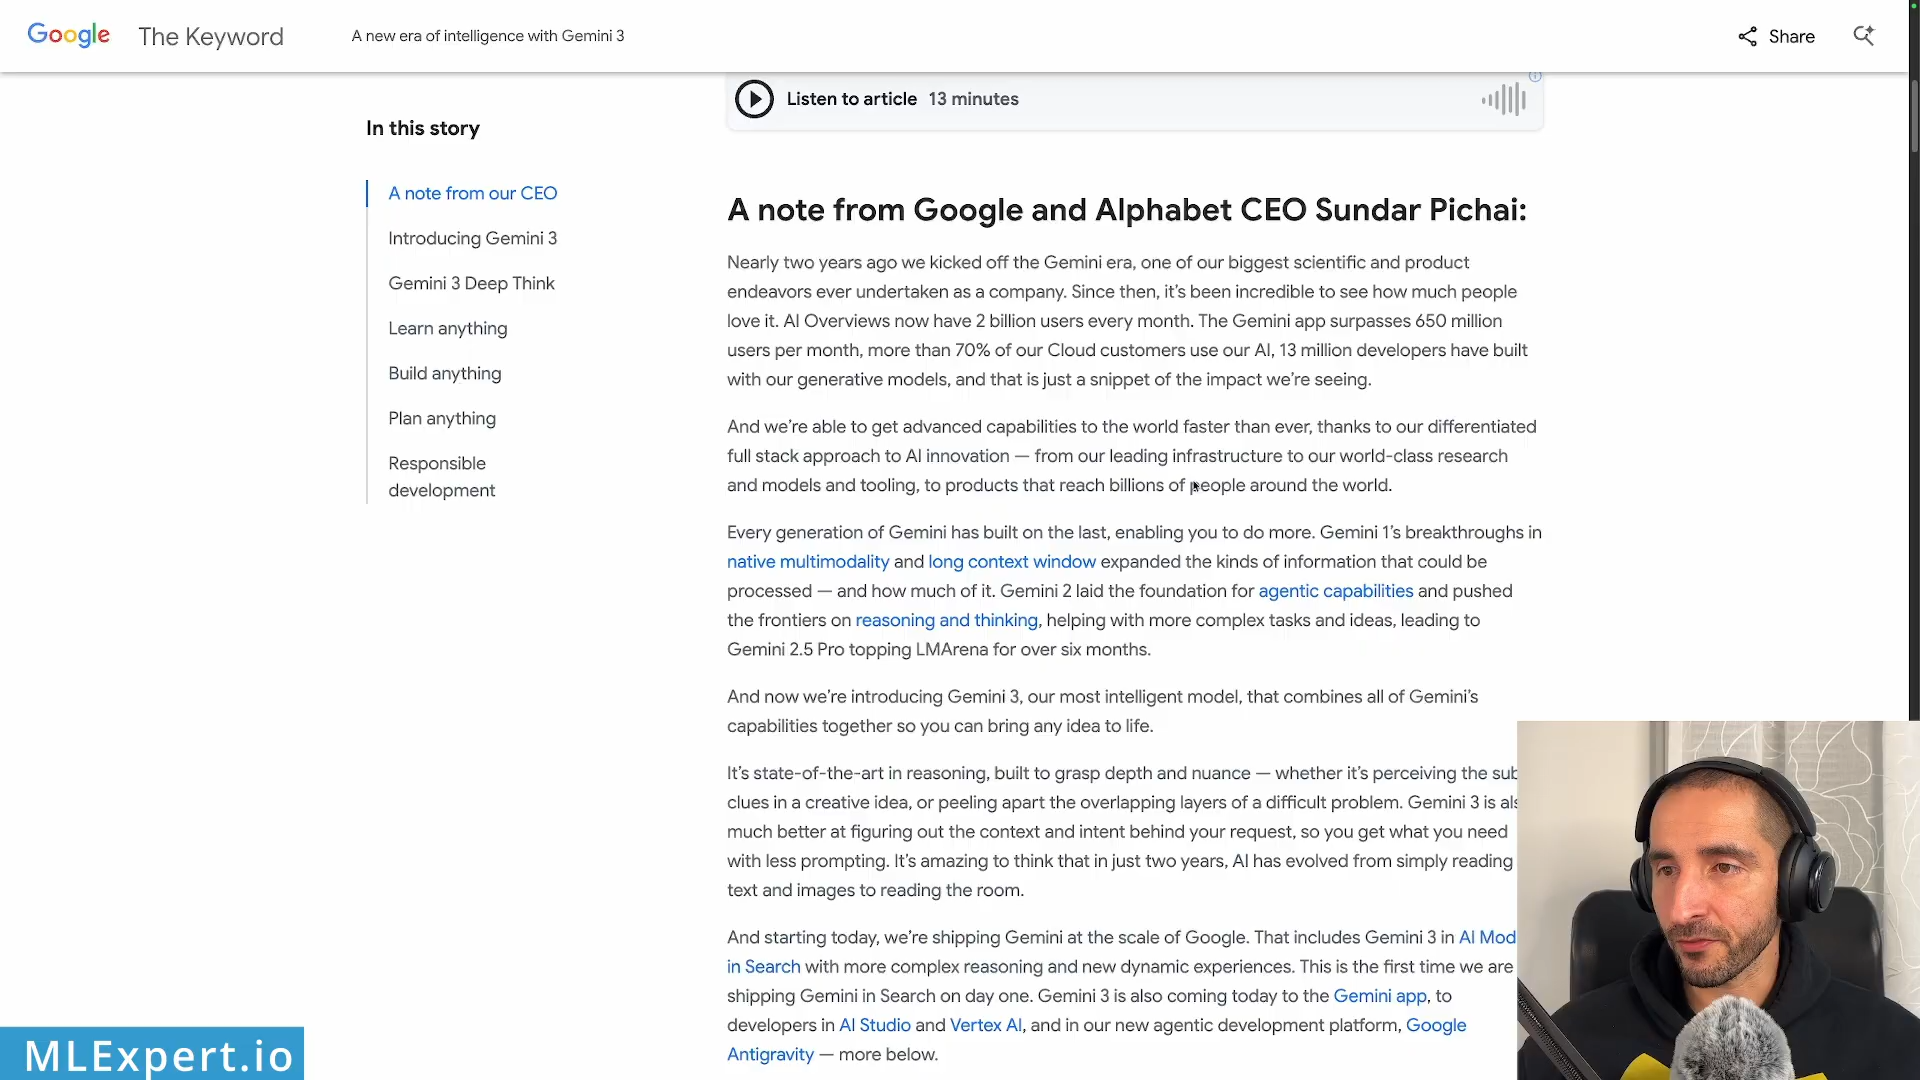 Google The Keyword A new era of intelligence with Gemini 3 Share
Listen to article 13 minutes
In this story
A note from our CEO
Introducing Gemini 3
Gemini 3 Deep Think
Learn anything
Build anything
Plan anything
Responsible
development
A note from Google and Alphabet CEO Sundar Pichai:
Nearly two years ago we kicked off the Gemini era, one of our biggest scientific and product
endeavors ever undertaken as a company. Since then, it’s been incredible to see how much people
love it. AI Overviews now have 2 billion users every month. The Gemini app surpasses 650 million
users per month, more than 70% of our Cloud customers use our AI, 13 million developers have built
with our generative models, and that is just a snippet of the impact we’re seeing.
And we’re able to get advanced capabilities to the world faster than ever, thanks to our differentiated
full stack approach to AI innovation — from our leading infrastructure to our world-class research
and models and tooling, to products that reach billions of people around the world.
Every generation of Gemini has built on the last, enabling you to do more. Gemini 1’s breakthroughs in
native multimodality and long context window expanded the kinds of information that could be
processed — and how much of it. Gemini 2 laid the foundation for agentic capabilities and pushed
the frontiers on reasoning and thinking, helping with more complex tasks and ideas, leading to
Gemini 2.5 Pro topping LMArena for over six months.
And now we’re introducing Gemini 3, our most intelligent model, that combines all of Gemini’s
capabilities together so you can bring any idea to life.
It’s state-of-the-art in reasoning, built to grasp depth and nuance — whether it’s perceiving the
clues in a creative idea, or peeling apart the overlapping layers of a difficult problem. Gemini 3 is
much better at figuring out the context and intent behind your request, so you get what you need
with less prompting. It’s amazing to think that in just two years, AI has evolved from simply reading
text and images to reading the room.
And starting today, we’re shipping Gemini at the scale of Google. That includes Gemini 3 in AI Mod
in Search with more complex reasoning and new dynamic experiences. This is the first time we are
shipping Gemini in Search on day one. Gemini 3 is also coming today to the Gemini app, to
developers in AI Studio and Vertex AI, and in our new agentic development platform, Google
Antigravity — more below.
MLExpert.io